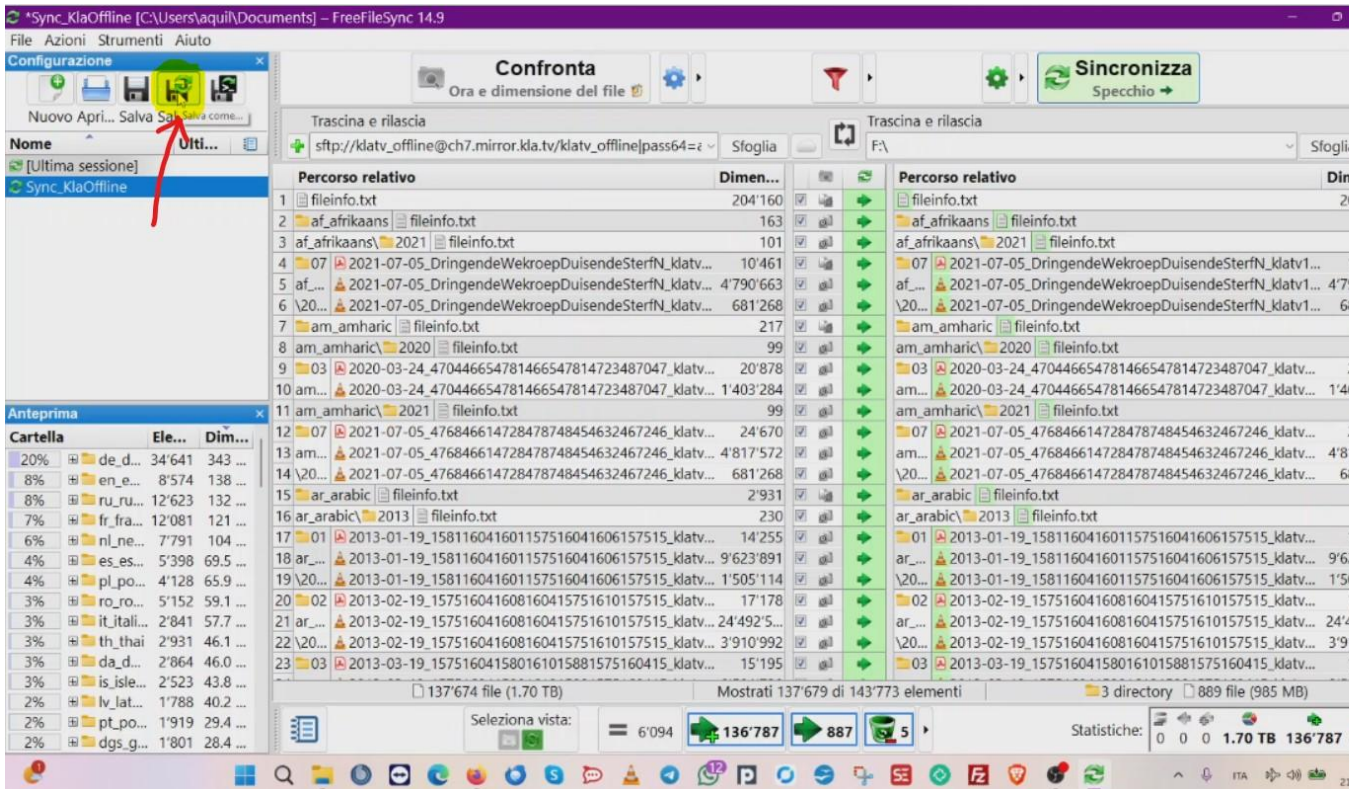 *Sync_KlaOffline [C:\Users\aquil\Documents] – FreeFileSync 14.9
File Azioni Strumenti Aiuto
Configurazione
Nuovo Apri... Salva Sal Salva come...
Nome Ulti...
[Ultima sessione]
Sync_KlaOffline
Confronta
Ora e dimensione del file
Sincronizza
Specchio
Trascina e rilascia
sftp://klatv_offline@ch7.mirror.kla.tv/klatv_offline|pass64=
Sfoglia
Trascina e rilascia
F:\
Sfogli
Percorso relativo Dimen... Percorso relativo Din
1 fileinfo.txt 204'160 fileinfo.txt
2 af_afrikaans fileinfo.txt 163 af_afrikaans fileinfo.txt
3 af_afrikaans\ 2021 fileinfo.txt 101 af_afrikaans\ 2021 fileinfo.txt
4 07 2021-07-05_DringendeWekroepDuisendeSterfN_klatv... 10'461 07 2021-07-05_DringendeWekroepDuisendeSterfN_klatv1...
5 af_... 2021-07-05_DringendeWekroepDuisendeSterfN_klatv... 4'790'663 af_... 2021-07-05_DringendeWekroepDuisendeSterfN_klatv1...
6 \20... 2021-07-05_DringendeWekroepDuisendeSterfN_klatv... 681'268 \20... 2021-07-05_DringendeWekroepDuisendeSterfN_klatv1...
7 am_amharic fileinfo.txt 217 am_amharic fileinfo.txt
8 am_amharic\ 2020 fileinfo.txt 99 am_amharic\ 2020 fileinfo.txt
9 03 2020-03-24_470446654781466547814723487047_klatv... 20'878 03 2020-03-24_470446654781466547814723487047_klatv...
10 am... 2020-03-24_470446654781466547814723487047_klatv... 1'403'284 am... 2020-03-24_470446654781466547814723487047_klatv...
11 am_amharic\ 2021 fileinfo.txt 99 am_amharic\ 2021 fileinfo.txt
12 07 2021-07-05_476846614728478748454632467246_klatv... 24'670 07 2021-07-05_476846614728478748454632467246_klatv...
13 am... 2021-07-05_476846614728478748454632467246_klatv... 4'817'572 am... 2021-07-05_476846614728478748454632467246_klatv...
14 \20... 2021-07-05_476846614728478748454632467246_klatv... 681'268 \20... 2021-07-05_476846614728478748454632467246_klatv...
15 ar_arabic fileinfo.txt 2'931 ar_arabic fileinfo.txt
16 ar_arabic\ 2013 fileinfo.txt 230 ar_arabic\ 2013 fileinfo.txt
17 01 2013-01-19_158116041601157516041606157515_klatv... 14'255 01 2013-01-19_158116041601157516041606157515_klatv...
18 ar_... 2013-01-19_158116041601157516041606157515_klatv... 9'623'891 ar_... 2013-01-19_158116041601157516041606157515_klatv...
19 \20... 2013-01-19_158116041601157516041606157515_klatv... 1'505'114 \20... 2013-01-19_158116041601157516041606157515_klatv...
20 02 2013-02-19_157516041608160415751610157515_klatv... 17'178 02 2013-02-19_157516041608160415751610157515_klatv...
21 ar_... 2013-02-19_157516041608160415751610157515_klatv... 24'492'5... ar_... 2013-02-19_157516041608160415751610157515_klatv...
22 \20... 2013-02-19_157516041608160415751610157515_klatv... 3'910'992 \20... 2013-02-19_157516041608160415751610157515_klatv...
23 03 2013-03-19_157516041580161015881575160415_klatv... 15'195 03 2013-03-19_157516041580161015881575160415_klatv...
Anteprima
Cartella Ele... Dim...
20% de_d... 34'641 343 ...
8% en_e... 8'574 138 ...
8% ru_ru... 12'623 132 ...
7% fr_fra... 12'081 121 ...
6% nl_ne... 7'791 104 ...
4% es_es... 5'398 69.5 ...
4% pl_po... 4'128 65.9 ...
3% ro_ro... 5'152 59.1 ...
3% it_itali... 2'841 57.7 ...
3% th_thai 2'931 46.1 ...
3% da_d... 2'864 46.0 ...
3% is_isle... 2'523 43.8 ...
2% lv_lat... 1'788 40.2 ...
2% pt_po... 1'919 29.4 ...
2% dgs_g... 1'801 28.4 ...
137'674 file (1.70 TB) Mostrati 137'679 di 143'773 elementi 3 directory 889 file (985 MB)
Seleziona vista:
6'094 136'787 887 5
Statistiche: 0 0 0 1.70 TB 136'787
12
ITA